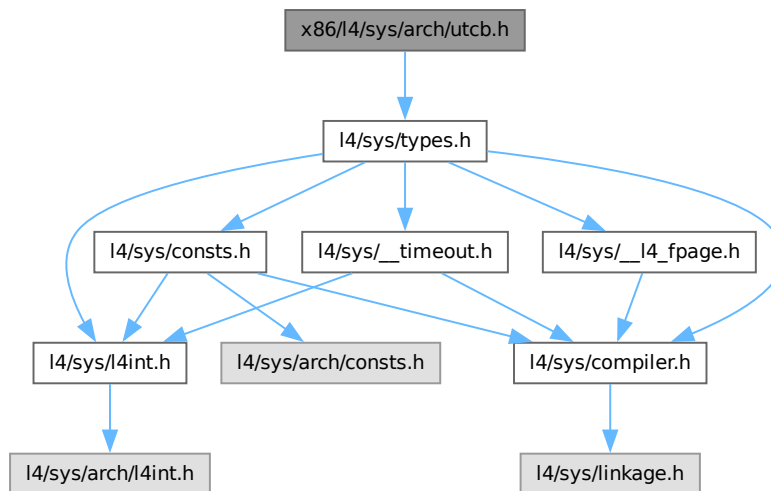 x86/l4/sys/arch/utcb.h
l4/sys/types.h
l4/sys/consts.h
l4/sys/__timeout.h
l4/sys/__l4_fpage.h
l4/sys/l4int.h
l4/sys/arch/consts.h
l4/sys/compiler.h
l4/sys/arch/l4int.h
l4/sys/linkage.h